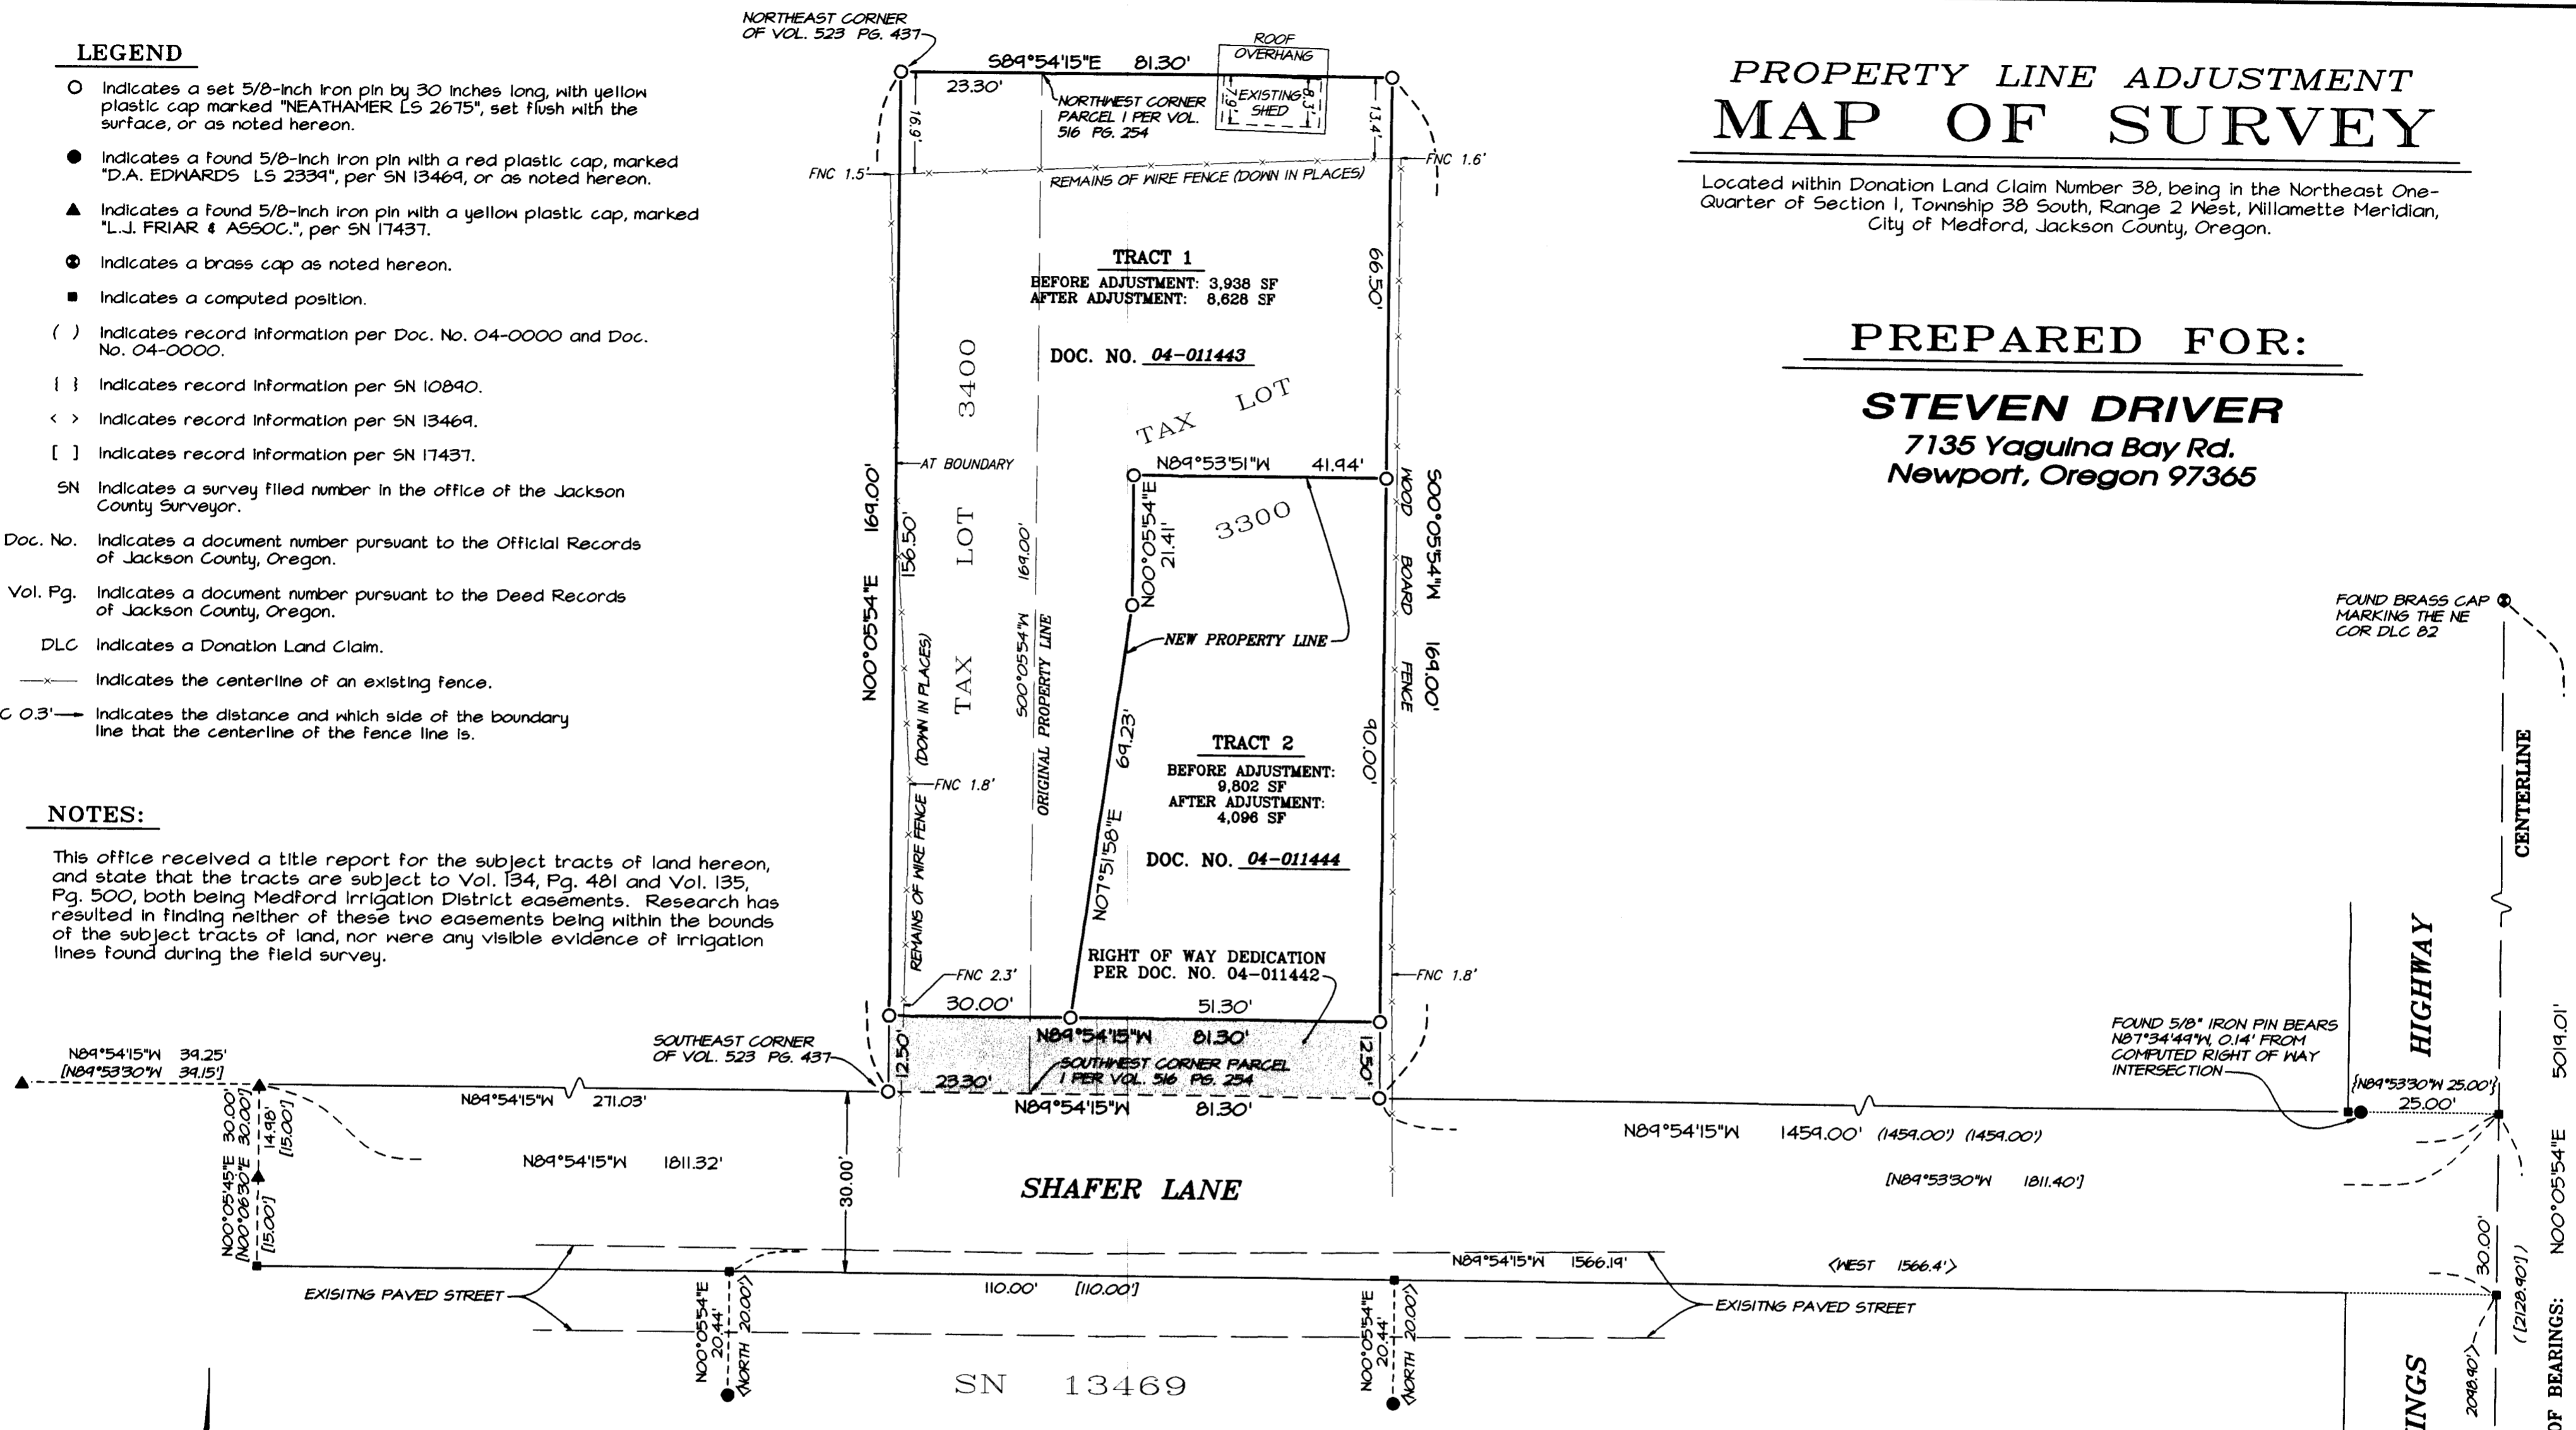 LEGEND
Indicates a set 5/8-inch iron pin by 30 inches long, with yellow
plastic cap marked "NEATHAMER LS 2675", set flush with the
surface, or as noted hereon.
Indicates a found 5/8-inch iron pin with a red plastic cap, marked
"D.A. EDWARDS LS 2339", per SN 13469, or as noted hereon.
Indicates a found 5/8-inch iron pin with a yellow plastic cap, marked
"L.J. FRIAR & ASSOC.", per SN 17437.
Indicates a brass cap as noted hereon.
Indicates a computed position.
( ) Indicates record information per Doc. No. 04-0000 and Doc.
No. 04-0000.
{ } Indicates record information per SN 10890.
< > Indicates record information per SN 13469.
[ ] Indicates record information per SN 17437.
SN Indicates a survey filed number in the office of the Jackson
County Surveyor.
Doc. No. Indicates a document number pursuant to the Official Records
of Jackson County, Oregon.
Vol. Pg. Indicates a document number pursuant to the Deed Records
of Jackson County, Oregon.
DLC Indicates a Donation Land Claim.
—x— Indicates the centerline of an existing fence.
C 0.3' Indicates the distance and which side of the boundary
line that the centerline of the fence line is.
NOTES:
This office received a title report for the subject tracts of land hereon,
and state that the tracts are subject to Vol. 134, Pg. 481 and Vol. 135,
Pg. 500, both being Medford Irrigation District easements. Research has
resulted in finding neither of these two easements being within the bounds
of the subject tracts of land, nor were any visible evidence of irrigation
lines found during the field survey.
PROPERTY LINE ADJUSTMENT
MAP OF SURVEY
Located within Donation Land Claim Number 38, being in the Northeast One-
Quarter of Section 1, Township 38 South, Range 2 West, Willamette Meridian,
City of Medford, Jackson County, Oregon.
PREPARED FOR:
STEVEN DRIVER
7135 Yaquina Bay Rd.
Newport, Oregon 97365
NORTHEAST CORNER
OF VOL. 523 PG. 437
S89°54'15"E 81.30'
23.30'
ROOF
OVERHANG
EXISTING
SHED
7.9'
8.3'
NORTHWEST CORNER
PARCEL 1 PER VOL.
516 PG. 254
16.9'
13.4'
FNC 1.5'
FNC 1.6'
REMAINS OF WIRE FENCE (DOWN IN PLACES)
TRACT 1
BEFORE ADJUSTMENT: 3,938 SF
AFTER ADJUSTMENT: 8,628 SF
66.50'
DOC. NO. 04-011443
TAX LOT 3400
TAX LOT
3300
AT BOUNDARY
N89°53'51"W 41.94'
N00°05'54"E 169.00'
156.50'
S00°05'54"W 169.00'
ORIGINAL PROPERTY LINE
N00°05'54"E
21.41'
WOOD BOARD FENCE
S00°05'54"W 169.00'
NEW PROPERTY LINE
REMAINS OF WIRE FENCE (DOWN IN PLACES)
FNC 1.8'
N07°51'58"E 69.23'
90.00'
TRACT 2
BEFORE ADJUSTMENT:
9,802 SF
AFTER ADJUSTMENT:
4,096 SF
DOC. NO. 04-011444
RIGHT OF WAY DEDICATION
PER DOC. NO. 04-011442
FNC 2.3'
FNC 1.8'
30.00'
51.30'
N89°54'15"W 81.30'
12.50'
12.50'
SOUTHEAST CORNER
OF VOL. 523 PG. 437
SOUTHWEST CORNER PARCEL
1 PER VOL. 516 PG. 254
23.30'
N89°54'15"W 81.30'
N89°54'15"W 39.25'
[N89°53'30"W 39.15']
N89°54'15"W 271.03'
N89°54'15"W 1811.32'
N00°05'45"E 30.00'
[N00°06'30"E 30.00']
14.98'
[15.00']
[15.00']
30.00'
SHAFER LANE
N89°54'15"W 1459.00' (1459.00') (1459.00')
[N89°53'30"W 1811.40']
N89°54'15"W 1566.19'
<WEST 1566.4'>
EXISITNG PAVED STREET
EXISITNG PAVED STREET
110.00' [110.00']
N00°05'54"E
20.44'
<NORTH 20.00'>
N00°05'54"E
20.44'
<NORTH 20.00'>
SN 13469
FOUND BRASS CAP
MARKING THE NE
COR DLC 82
CENTERLINE
HIGHWAY
FOUND 5/8" IRON PIN BEARS
N87°34'49"W, 0.14' FROM
COMPUTED RIGHT OF WAY
INTERSECTION
{N89°53'30"W 25.00'}
25.00'
30.00'
([2128.90'])
2098.90'>
INGS
OF BEARINGS: N00°05'54"E 5019.01'